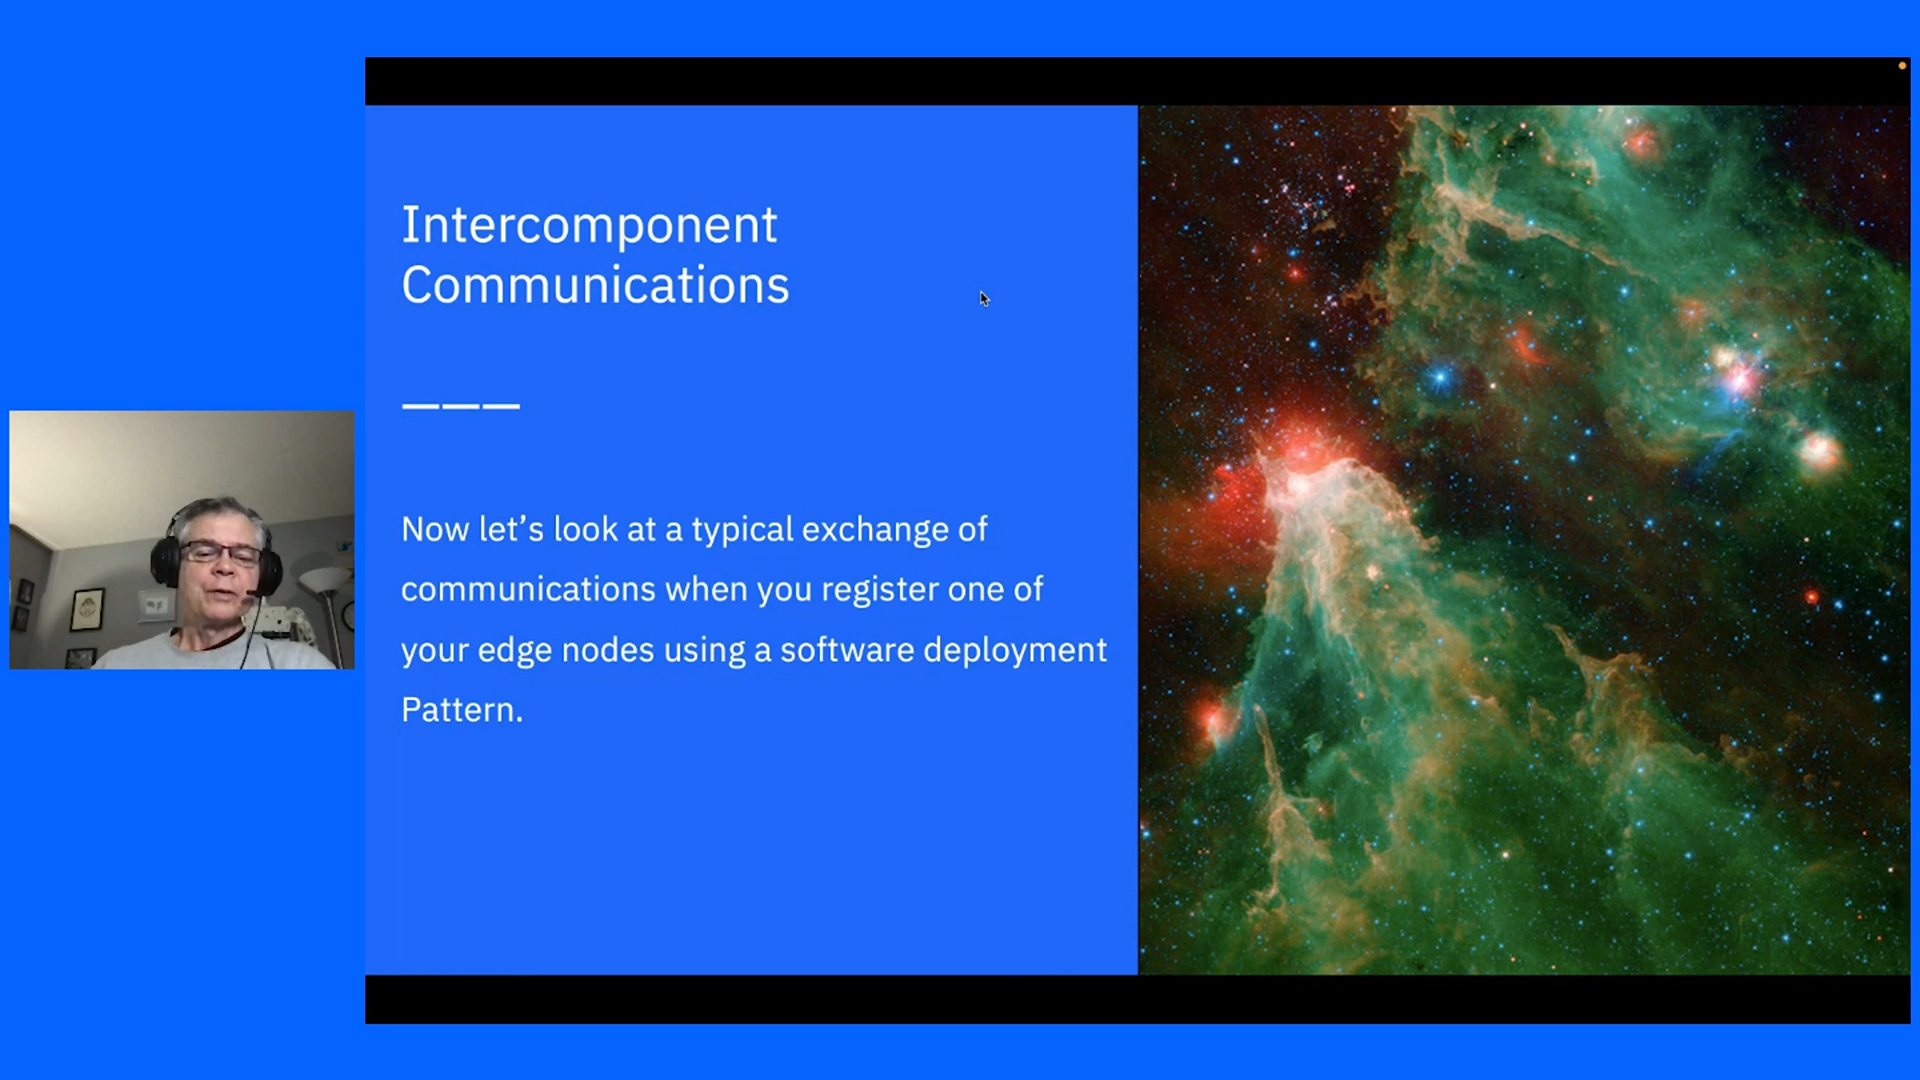 Intercomponent
Communications
———
Now let’s look at a typical exchange of
communications when you register one of
your edge nodes using a software deployment
Pattern.